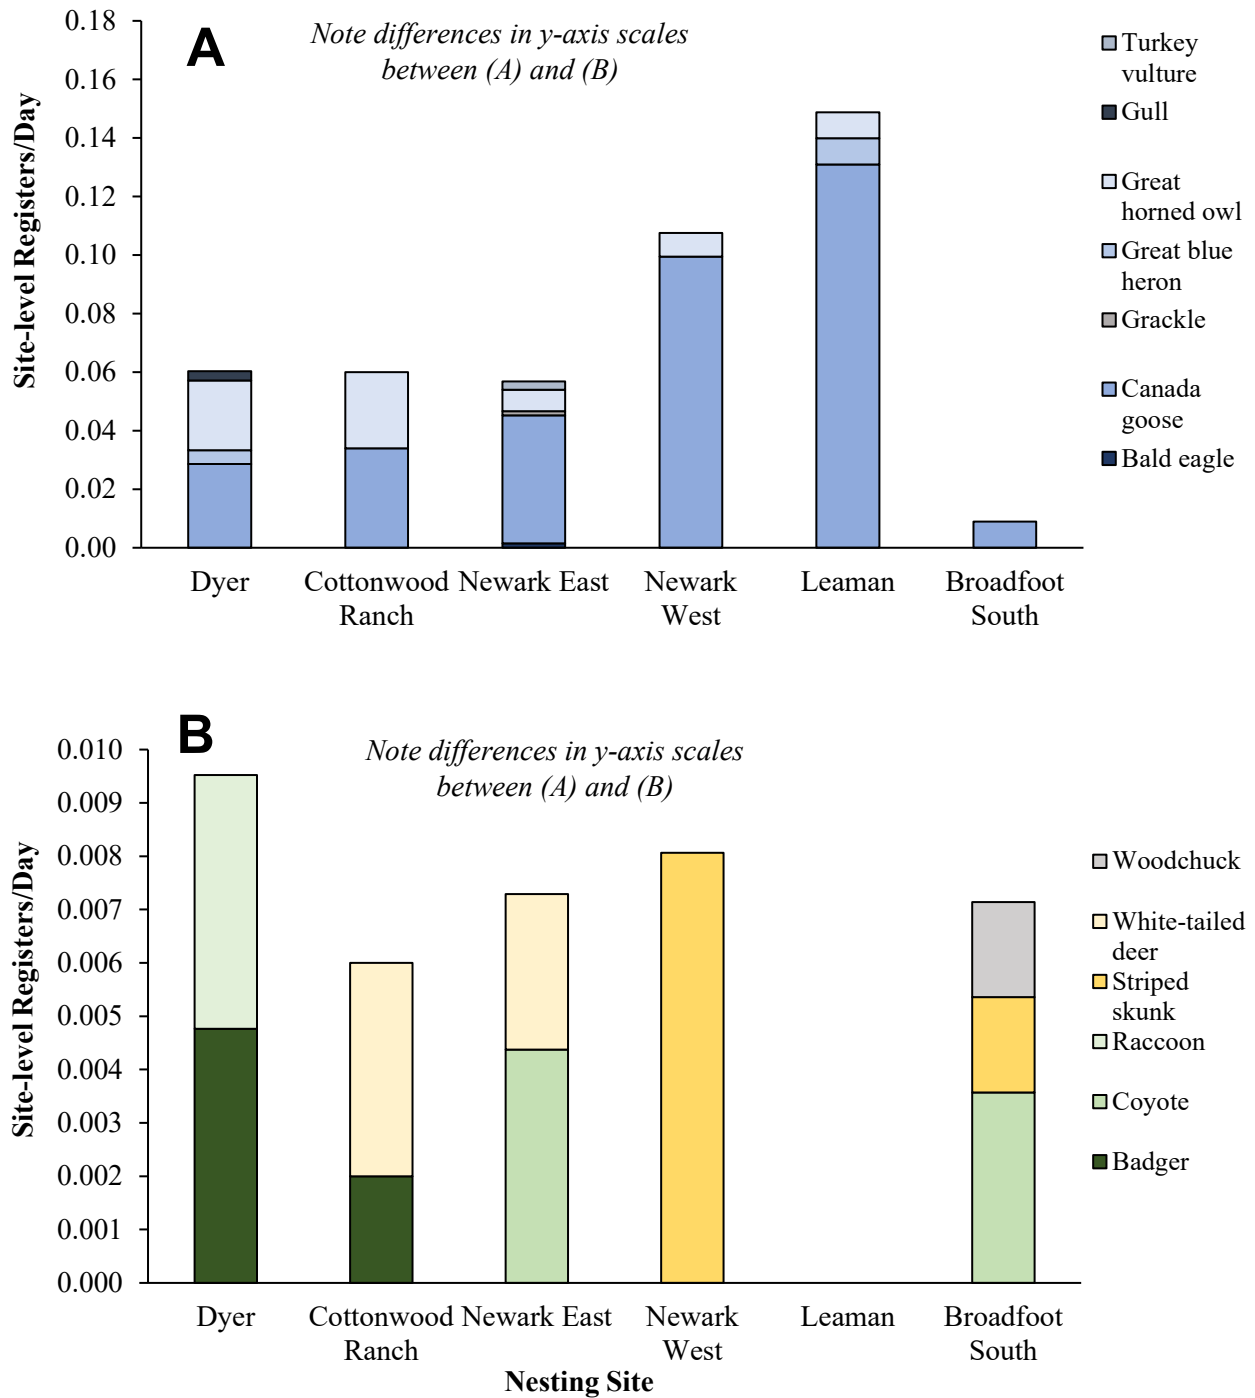 A
Note differences in y-axis scales
between (A) and (B)
Site-level Registers/Day
0.18
0.16
0.14
0.12
0.10
0.08
0.06
0.04
0.02
0.00
Dyer
Cottonwood
Ranch
Newark East
Newark
West
Leaman
Broadfoot
South
Turkey
vulture
Gull
Great
horned owl
Great blue
heron
Grackle
Canada
goose
Bald eagle
B
Note differences in y-axis scales
between (A) and (B)
Site-level Registers/Day
0.010
0.009
0.008
0.007
0.006
0.005
0.004
0.003
0.002
0.001
0.000
Dyer
Cottonwood
Ranch
Newark East
Newark
West
Leaman
Broadfoot
South
Nesting Site
Woodchuck
White-tailed
deer
Striped
skunk
Raccoon
Coyote
Badger